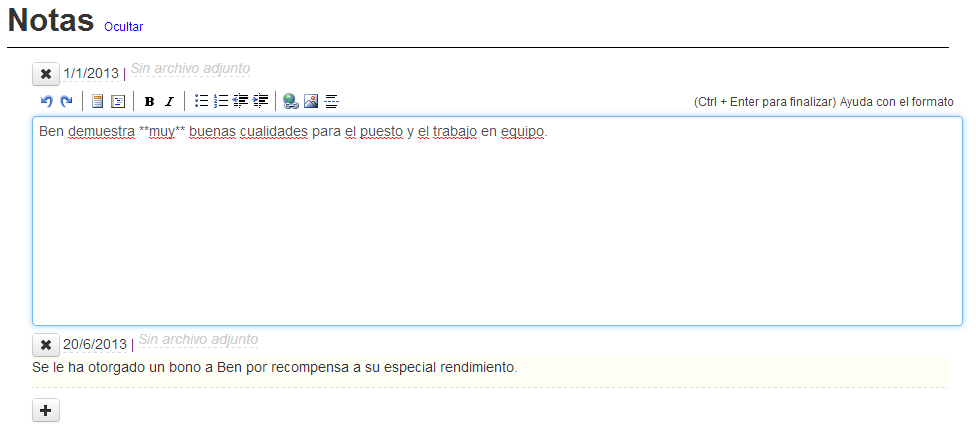 Notas Ocultar
1/1/2013 | Sin archivo adjunto
B I (Ctrl + Enter para finalizar) Ayuda con el formato
Ben demuestra **muy** buenas cualidades para el puesto y el trabajo en equipo.
20/6/2013 | Sin archivo adjunto
Se le ha otorgado un bono a Ben por recompensa a su especial rendimiento.